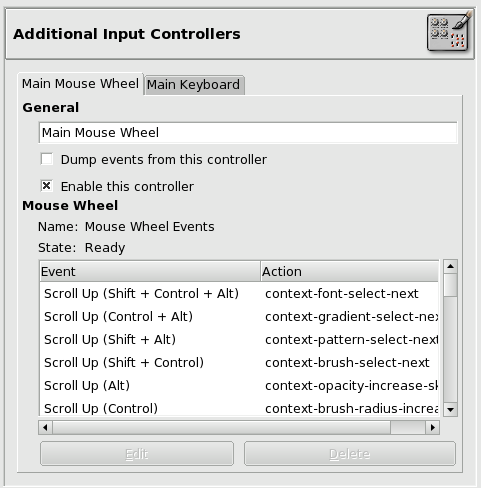 Additional Input Controllers
Main Mouse Wheel Main Keyboard
General
Main Mouse Wheel
Dump events from this controller
Enable this controller
Mouse Wheel
Name: Mouse Wheel Events
State: Ready
Event Action
Scroll Up (Shift + Control + Alt) context-font-select-next
Scroll Up (Control + Alt) context-gradient-select-nex
Scroll Up (Shift + Alt) context-pattern-select-next
Scroll Up (Shift + Control) context-brush-select-next
Scroll Up (Alt) context-opacity-increase-sk
Scroll Up (Control) context-brush-radius-increa
Edit Delete